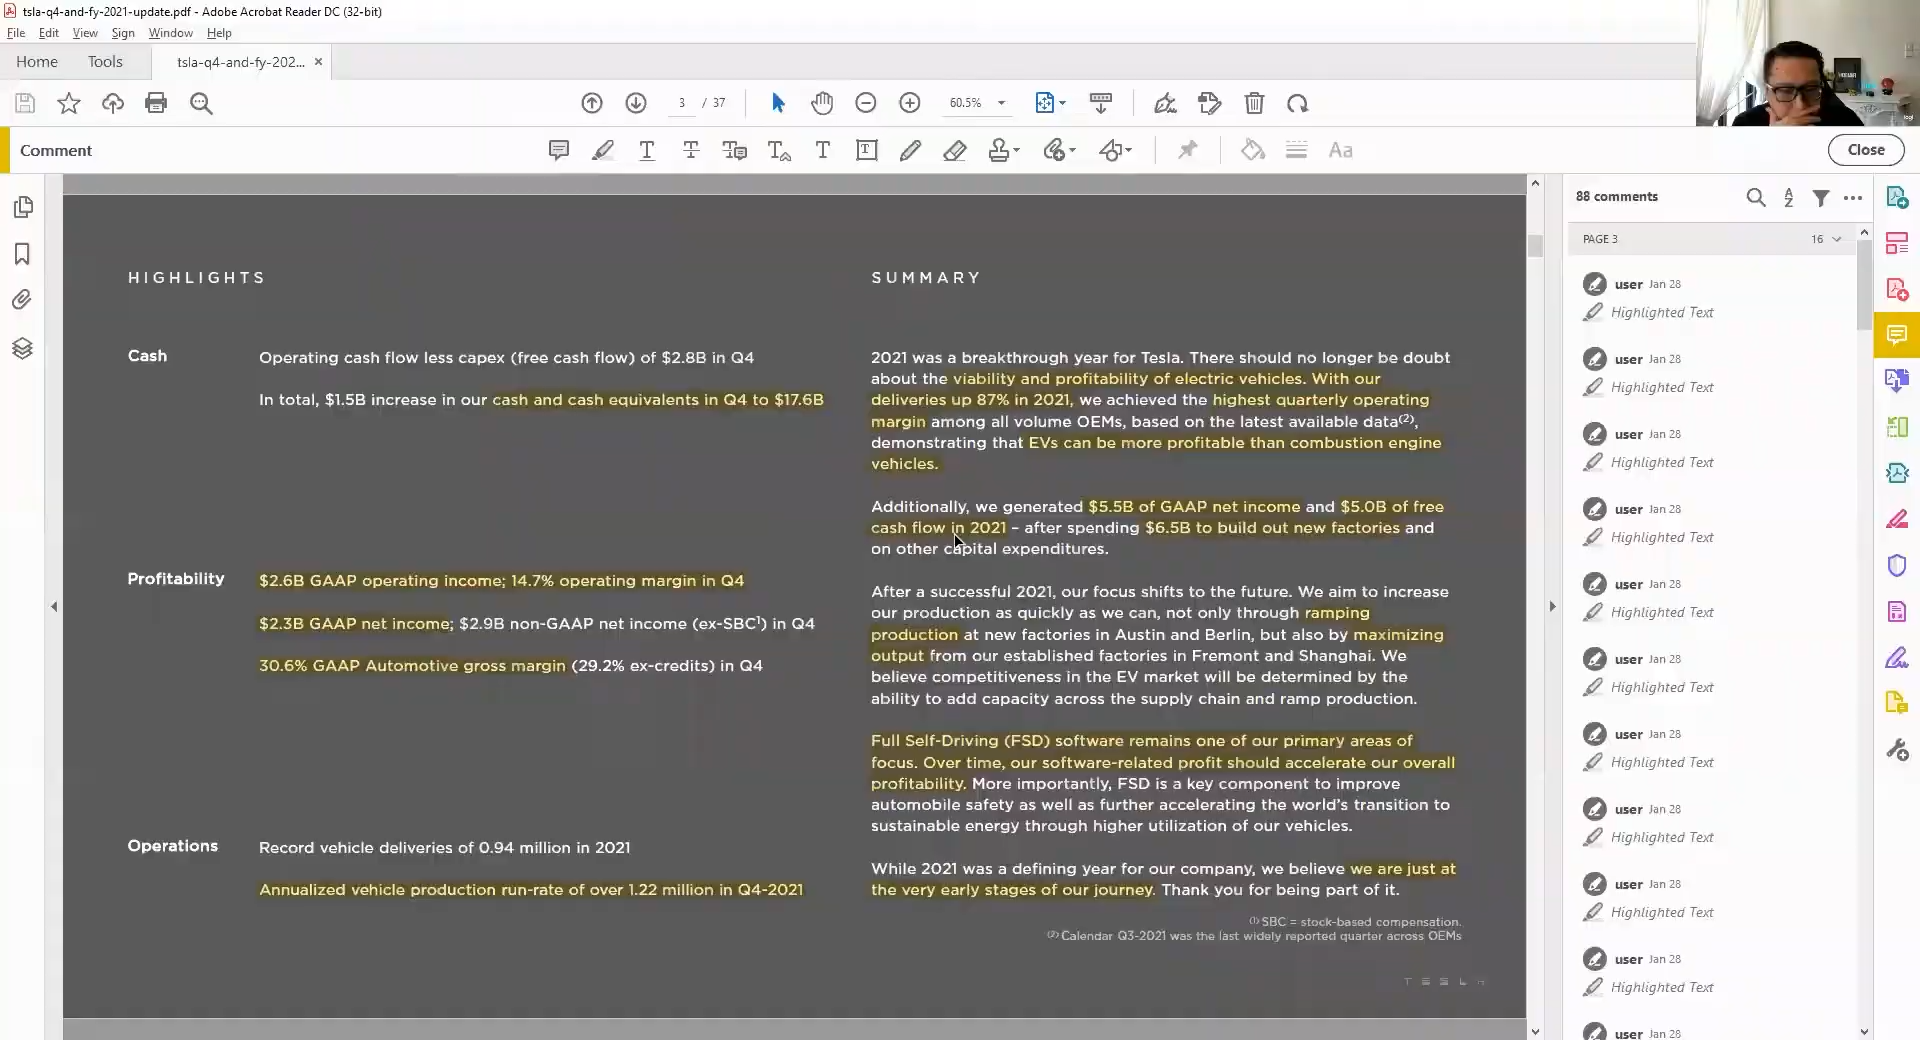 tsla-q4-and-fy-2021-update.pdf - Adobe Acrobat Reader DC (32-bit)
File Edit View Sign Window Help
Home Tools tsla-q4-and-fy-202... ×
3 / 37 60.5%
Comment Close
88 comments
PAGE 3 16
HIGHLIGHTS
Cash
Operating cash flow less capex (free cash flow) of $2.8B in Q4
In total, $1.5B increase in our cash and cash equivalents in Q4 to $17.6B
Profitability
$2.6B GAAP operating income; 14.7% operating margin in Q4
$2.3B GAAP net income; $2.9B non-GAAP net income (ex-SBC¹) in Q4
30.6% GAAP Automotive gross margin (29.2% ex-credits) in Q4
Operations
Record vehicle deliveries of 0.94 million in 2021
Annualized vehicle production run-rate of over 1.22 million in Q4-2021
SUMMARY
2021 was a breakthrough year for Tesla. There should no longer be doubt
about the viability and profitability of electric vehicles. With our
deliveries up 87% in 2021, we achieved the highest quarterly operating
margin among all volume OEMs, based on the latest available data⁽²⁾,
demonstrating that EVs can be more profitable than combustion engine
vehicles.
Additionally, we generated $5.5B of GAAP net income and $5.0B of free
cash flow in 2021 – after spending $6.5B to build out new factories and
on other capital expenditures.
After a successful 2021, our focus shifts to the future. We aim to increase
our production as quickly as we can, not only through ramping
production at new factories in Austin and Berlin, but also by maximizing
output from our established factories in Fremont and Shanghai. We
believe competitiveness in the EV market will be determined by the
ability to add capacity across the supply chain and ramp production.
Full Self-Driving (FSD) software remains one of our primary areas of
focus. Over time, our software-related profit should accelerate our overall
profitability. More importantly, FSD is a key component to improve
automobile safety as well as further accelerating the world's transition to
sustainable energy through higher utilization of our vehicles.
While 2021 was a defining year for our company, we believe we are just at
the very early stages of our journey. Thank you for being part of it.
⁽¹⁾ SBC = stock-based compensation.
⁽²⁾ Calendar Q3-2021 was the last widely reported quarter across OEMs
TESLA
user Jan 28
Highlighted Text
user Jan 28
Highlighted Text
user Jan 28
Highlighted Text
user Jan 28
Highlighted Text
user Jan 28
Highlighted Text
user Jan 28
Highlighted Text
user Jan 28
Highlighted Text
user Jan 28
Highlighted Text
user Jan 28
Highlighted Text
user Jan 28
Highlighted Text
user Jan 28